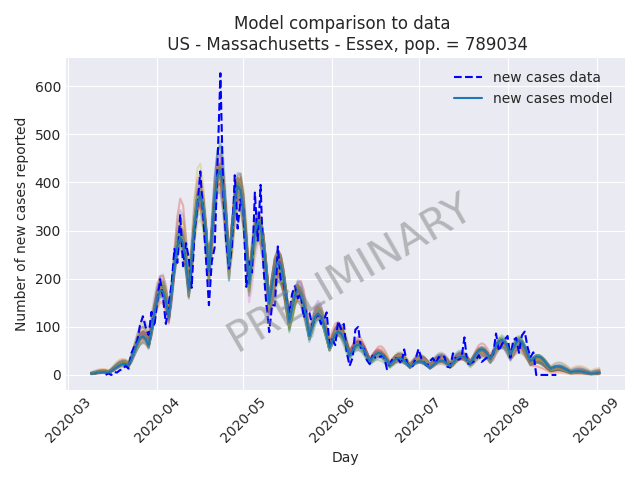 Model comparison to data
US - Massachusetts - Essex, pop. = 789034
Number of new cases reported
600
500
400
300
200
100
0
new cases data
new cases model
PRELIMINARY
2020-03
2020-04
2020-05
2020-06
2020-07
2020-08
2020-09
Day